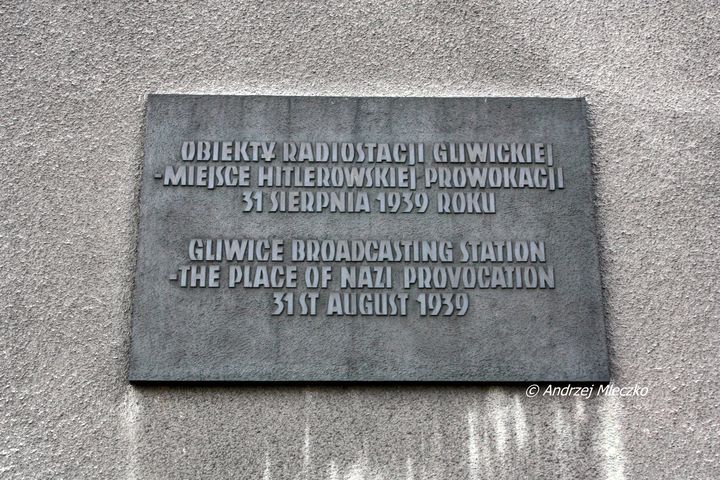 OBIEKTY RADIOSTACJI GLIWICKIEJ
-MIEJSCE HITLEROWSKIEJ PROWOKACJI
31 SIERPNIA 1939 ROKU
GLIWICE BROADCASTING STATION
-THE PLACE OF NAZI PROVOCATION
31 ST AUGUST 1939
© Andrzej Mleczko